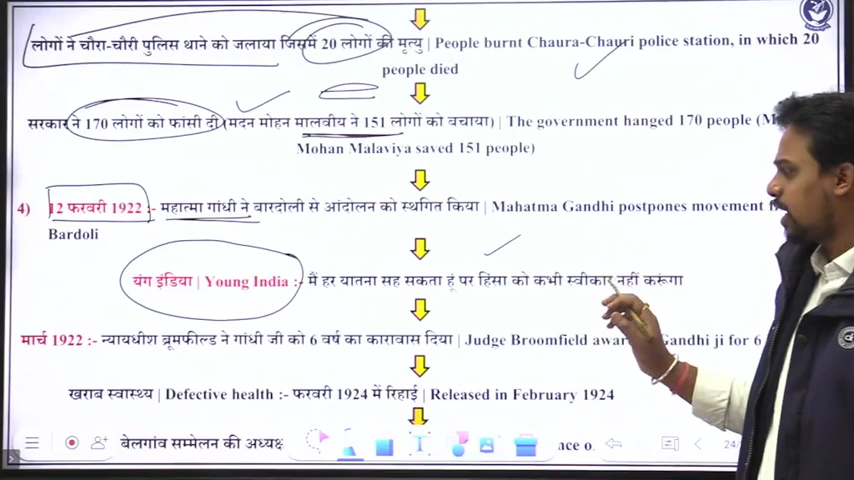 लोगों ने चौरा-चौरी पुलिस थाने को जलाया जिसमें 20 लोगों की मृत्यु | People burnt Chaura-Chauri police station, in which 20
people died
सरकार ने 170 लोगों को फांसी दी (मदन मोहन मालवीय ने 151 लोगों को बचाया) | The government hanged 170 people
Mohan Malaviya saved 151 people)
4) 12 फरवरी 1922 :- महात्मा गांधी ने बारदोली से आंदोलन को स्थगित किया | Mahatma Gandhi postpones movement
Bardoli
यंग इंडिया | Young India :- मैं हर यातना सह सकता हूं पर हिंसा को कभी स्वीकार नहीं करूंगा
मार्च 1922 :- न्यायधीश ब्रूमफील्ड ने गांधी जी को 6 वर्ष का कारावास दिया | Judge Broomfield Gandhi ji for 6
खराब स्वास्थ्य | Defective health :- फरवरी 1924 में रिहाई | Released in February 1924
बेलगांव सम्मेलन की अध्यक्ष